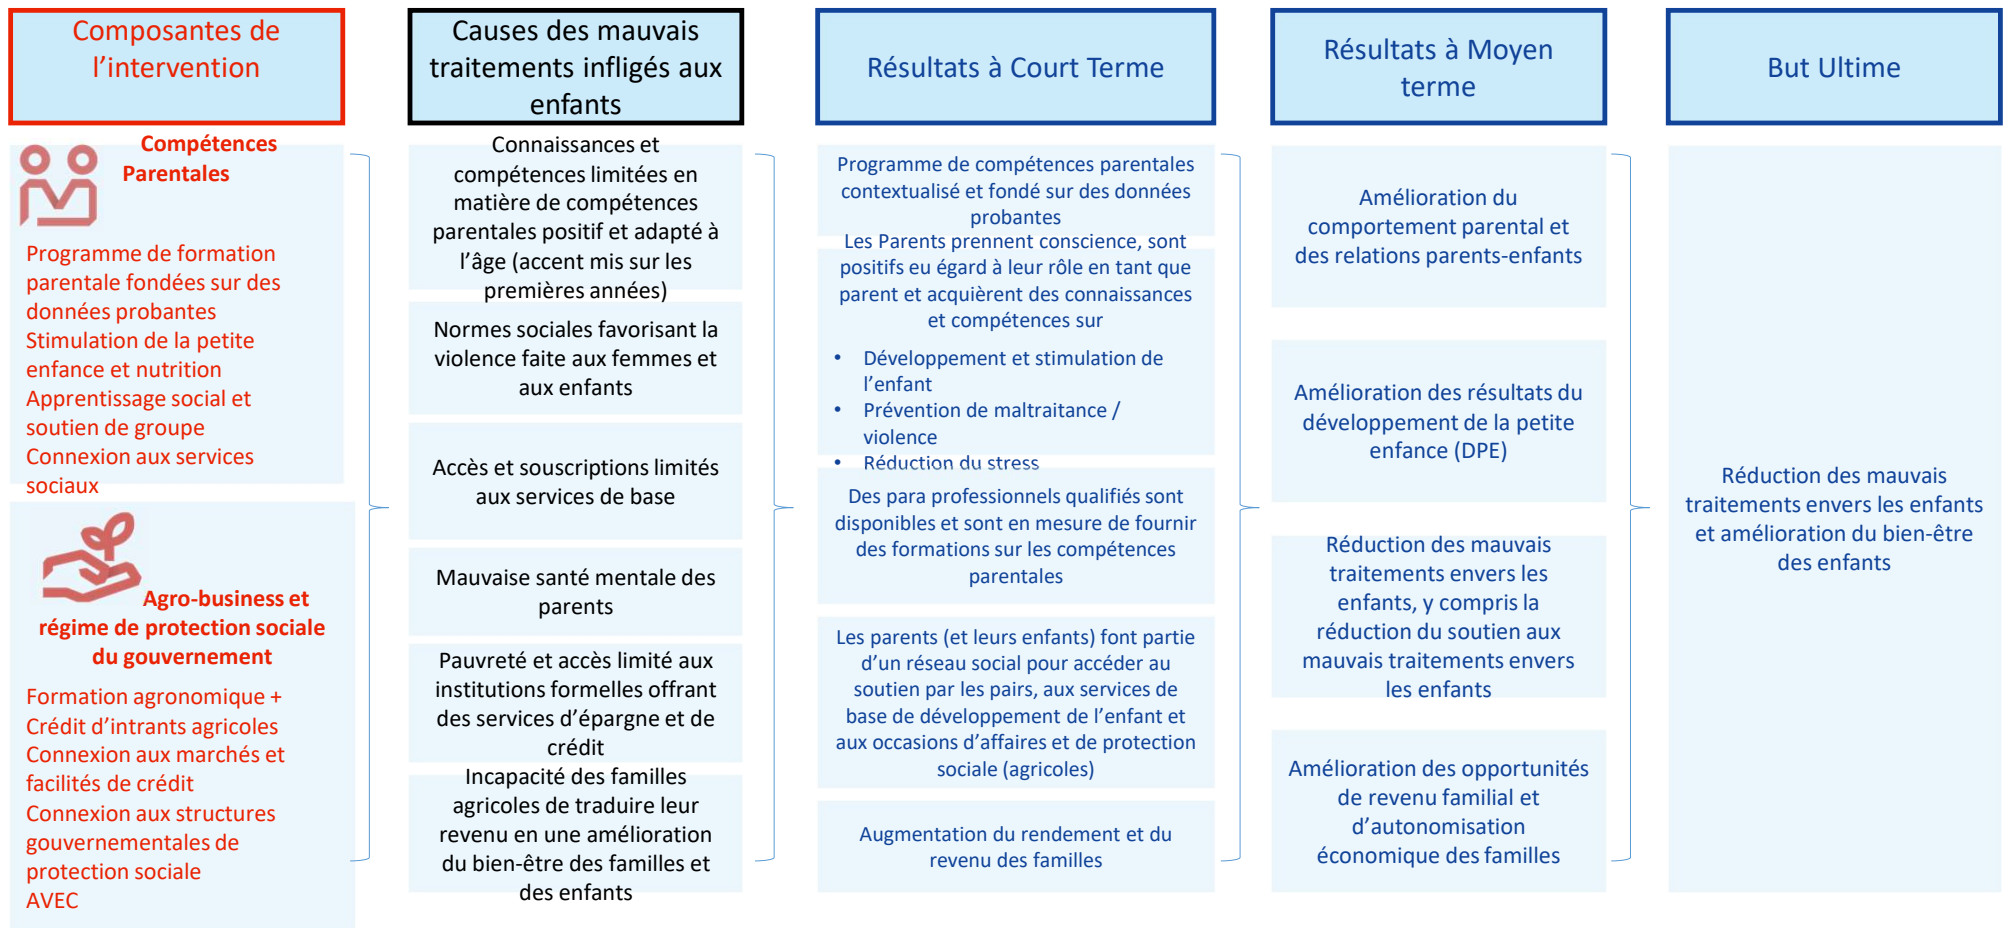 Composantes de
l’intervention
Compétences
Parentales
Programme de formation
parentale fondées sur des
données probantes
Stimulation de la petite
enfance et nutrition
Apprentissage social et
soutien de groupe
Connexion aux services
sociaux
Agro-business et
régime de protection sociale
du gouvernement
Formation agronomique +
Crédit d’intrants agricoles
Connexion aux marchés et
facilités de crédit
Connexion aux structures
gouvernementales de
protection sociale
AVEC
Causes des mauvais
traitements infligés aux
enfants
Connaissances et
compétences limitées en
matière de compétences
parentales positif et adapté à
l’âge (accent mis sur les
premières années)
Normes sociales favorisant la
violence faite aux femmes et
aux enfants
Accès et souscriptions limités
aux services de base
Mauvaise santé mentale des
parents
Pauvreté et accès limité aux
institutions formelles offrant
des services d’épargne et de
crédit
Incapacité des familles
agricoles de traduire leur
revenu en une amélioration
du bien-être des familles et
des enfants
Résultats à Court Terme
Programme de compétences parentales
contextualisé et fondé sur des données
probantes
Les Parents prennent conscience, sont
positifs eu égard à leur rôle en tant que
parent et acquièrent des connaissances
et compétences sur
• Développement et stimulation de
l’enfant
• Prévention de maltraitance /
violence
• Réduction du stress
Des para professionnels qualifiés sont
disponibles et sont en mesure de fournir
des formations sur les compétences
parentales
Les parents (et leurs enfants) font partie
d’un réseau social pour accéder au
soutien par les pairs, aux services de
base de développement de l’enfant et
aux occasions d’affaires et de protection
sociale (agricoles)
Augmentation du rendement et du
revenu des familles
Résultats à Moyen
terme
Amélioration du
comportement parental et
des relations parents-enfants
Amélioration des résultats du
développement de la petite
enfance (DPE)
Réduction des mauvais
traitements envers les
enfants, y compris la
réduction du soutien aux
mauvais traitements envers
les enfants
Amélioration des opportunités
de revenu familial et
d’autonomisation
économique des familles
But Ultime
Réduction des mauvais
traitements envers les enfants
et amélioration du bien-être
des enfants